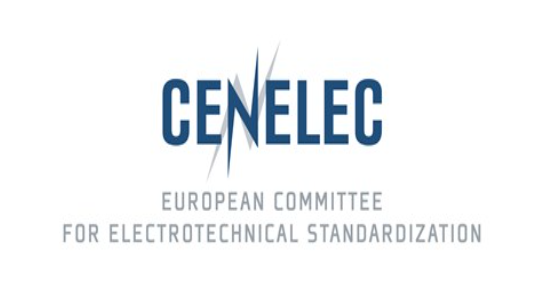 CENELEC
EUROPEAN COMMITTEE
FOR ELECTROTECHNICAL STANDARDIZATION